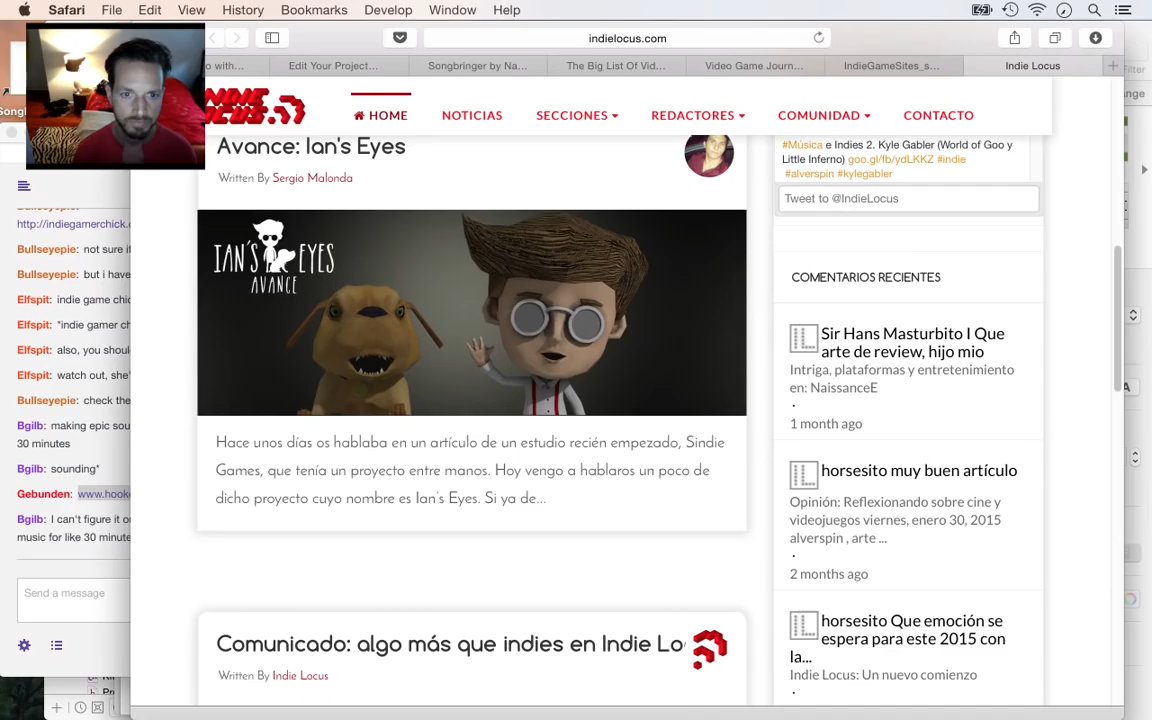 Safari File Edit View History Bookmarks Develop Window Help
indielocus.com
o with...
Edit Your Project...
Songbringer by Na...
The Big List Of Vid...
Video Game Journ...
IndieGameSites_s...
Indie Locus
Filter
INDIE
LOCUS
HOME NOTICIAS SECCIONES REDACTORES COMUNIDAD CONTACTO
Avance: Ian's Eyes
Written By Sergio Malonda
IAN'S EYES
AVANCE
Hace unos días os hablaba en un artículo de un estudio recién empezado, Sindie
Games, que tenía un proyecto entre manos. Hoy vengo a hablaros un poco de
dicho proyecto cuyo nombre es Ian's Eyes. Si ya de...
Comunicado: algo más que indies en Indie Lo
Written By Indie Locus
#Música e Indies 2. Kyle Gabler (World of Goo y
Little Inferno) goo.gl/fb/ydLKKZ #indie
#alverspin #kylegabler
Tweet to @IndieLocus
COMENTARIOS RECIENTES
Sir Hans Masturbito I Que
arte de review, hijo mio
Intriga, plataformas y entretenimiento
en: NaissanceE
.
1 month ago
horsesito muy buen artículo
Opinión: Reflexionando sobre cine y
videojuegos viernes, enero 30, 2015
alverspin , arte ...
.
2 months ago
horsesito Que emoción se
espera para este 2015 con
la...
Indie Locus: Un nuevo comienzo
.
http://indiegamerchick.c
Bullseyepie: not sure i
Bullseyepie: but i have
Elfspit: indie game chi
Elfspit: *indie gamer ch
Elfspit: also, you shoul
Elfspit: watch out, she'
Bullseyepie: check the
Bgilb: making epic sou
30 minutes
Bgilb: sounding*
Gebunden: www.hook
Bgilb: I can't figure it o
music for like 30 minute
Send a message